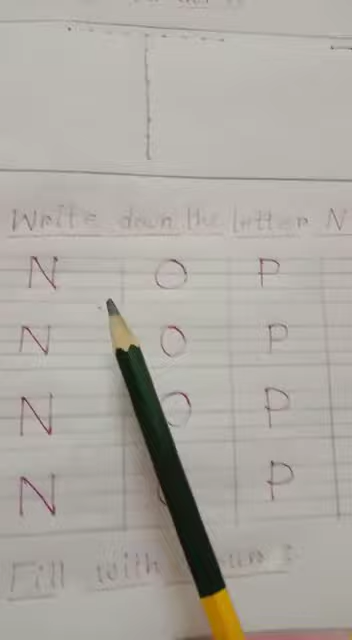 Write down the letter N
N O P
N O P
N O P
N P
Fill with